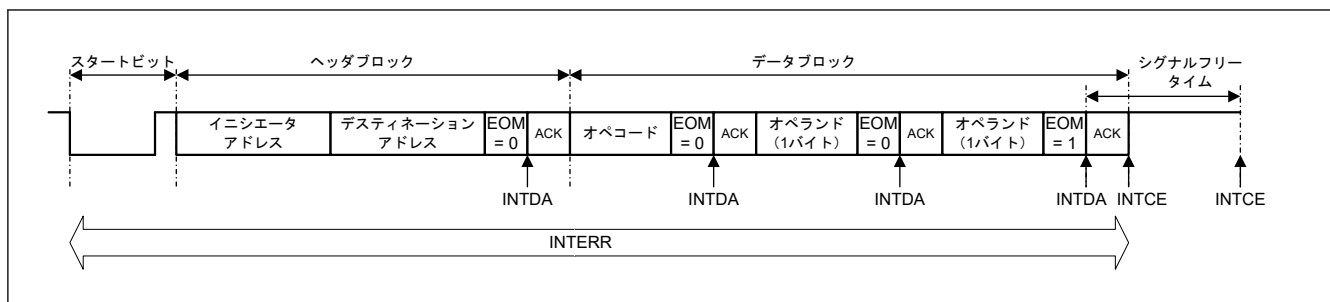 スタートビット
ヘッダブロック
データブロック
シグナルフリー
タイム
イニシエータ
アドレス
デスティネーション
アドレス
EOM
= 0
ACK
オペコード
EOM
= 0
ACK
オペランド
(1バイト)
EOM
= 0
ACK
オペランド
(1バイト)
EOM
= 1
ACK
INTDA
INTDA
INTDA
INTDA
INTCE
INTCE
INTERR